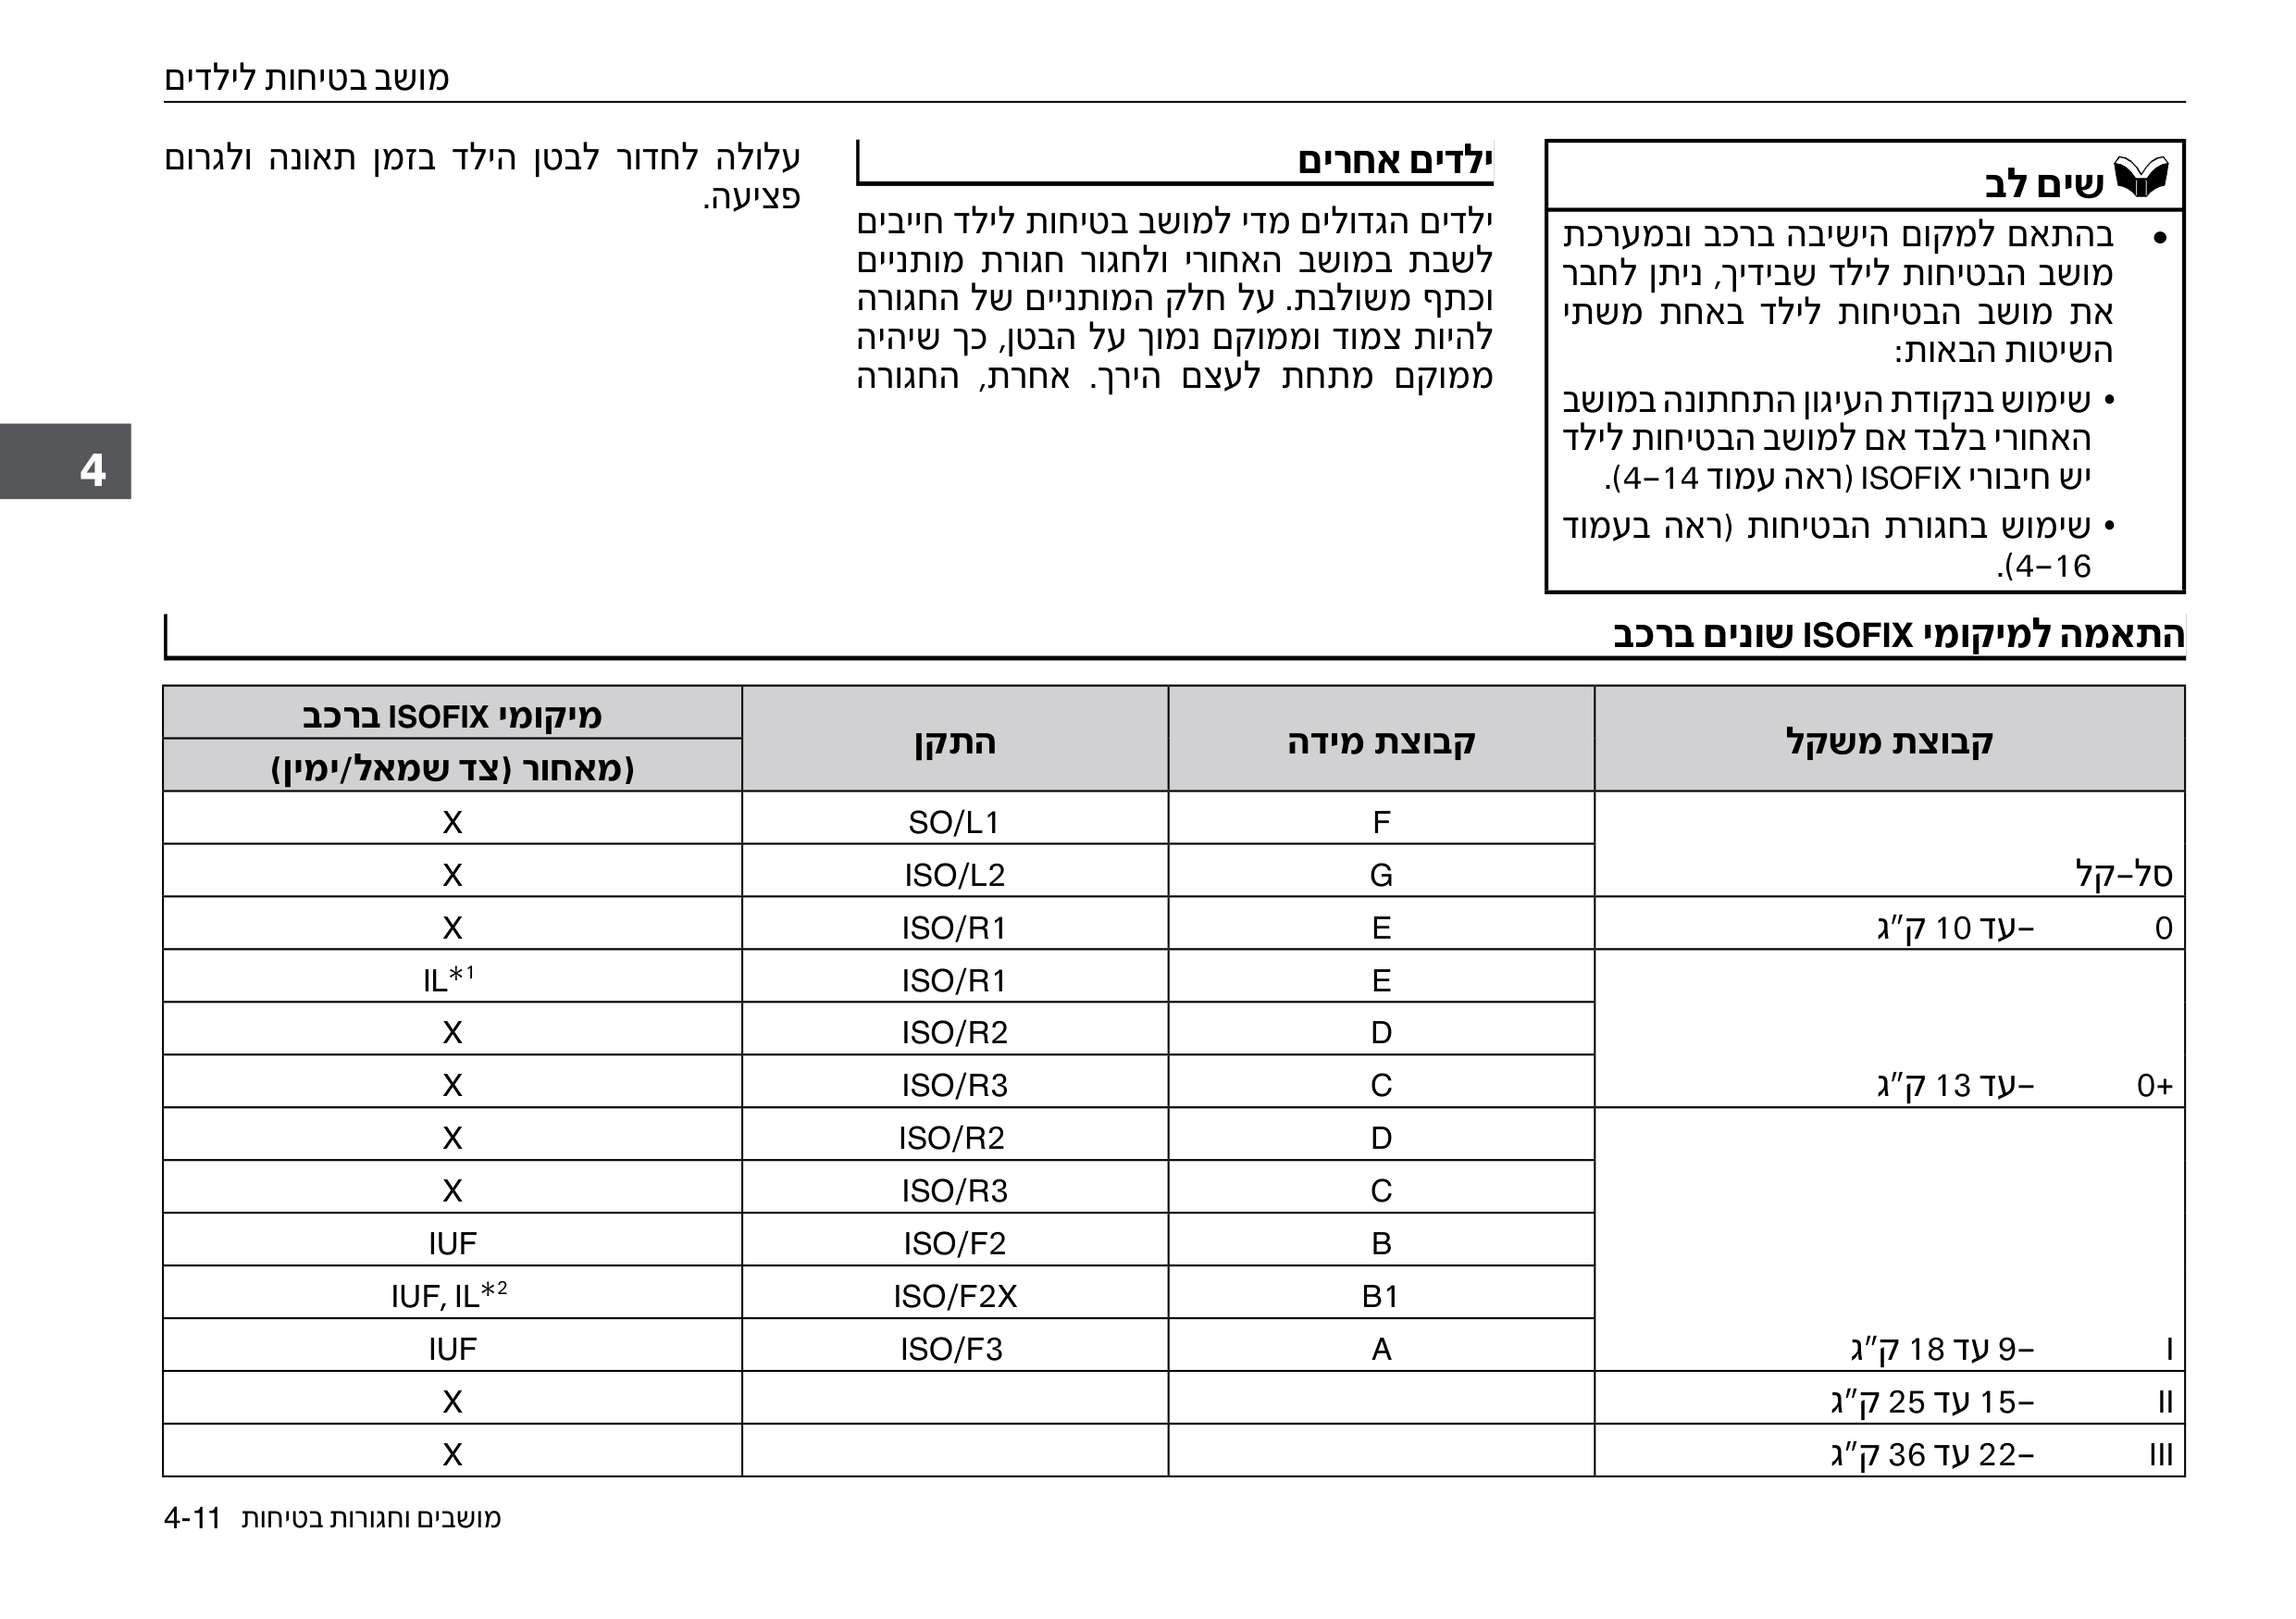 מושב בטיחות לילדים
שים לב
• בהתאם למקום הישיבה ברכב ובמערכת
מושב הבטיחות לילד שבידיך, ניתן לחבר
את מושב הבטיחות לילד באחת משתי
השיטות הבאות:
• שימוש בנקודת העיגון התחתונה במושב
האחורי בלבד אם למושב הבטיחות לילד
יש חיבורי ISOFIX (ראה עמוד 4–14).
• שימוש בחגורת הבטיחות (ראה בעמוד
4–16).
ילדים אחרים
ילדים הגדולים מדי למושב בטיחות לילד חייבים
לשבת במושב האחורי ולחגור חגורת מותניים
וכתף משולבת. על חלק המותניים של החגורה
להיות צמוד וממוקם נמוך על הבטן, כך שיהיה
ממוקם מתחת לעצם הירך. אחרת, החגורה
עלולה לחדור לבטן הילד בזמן תאונה ולגרום
פציעה.
4
התאמה למיקומי ISOFIX שונים ברכב
קבוצת משקל קבוצת מידה התקן מיקומי ISOFIX ברכב
(מאחור (צד שמאל/ימין)
F SO/L1 X
סל–קל G ISO/L2 X
0 –עד 10 ק"ג E ISO/R1 X
E ISO/R1 IL*1
D ISO/R2 X
0+ –עד 13 ק"ג C ISO/R3 X
D ISO/R2 X
C ISO/R3 X
B ISO/F2 IUF
B1 ISO/F2X IUF, IL*2
I –9 עד 18 ק"ג A ISO/F3 IUF
II –15 עד 25 ק"ג X
III –22 עד 36 ק"ג X
מושבים וחגורות בטיחות 4-11